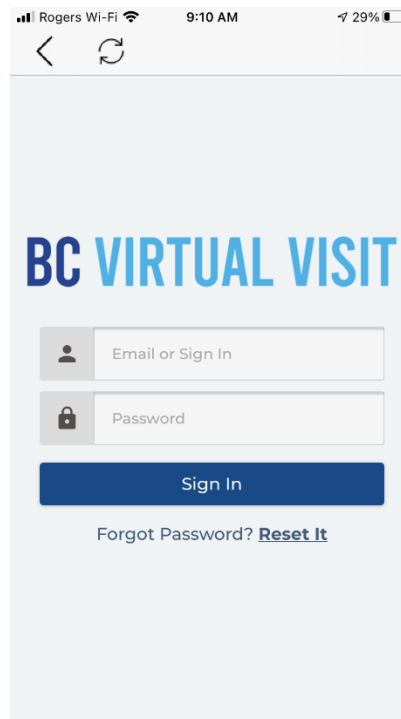 Rogers Wi-Fi 9:10 AM 29%
BC VIRTUAL VISIT
Email or Sign In
Password
Sign In
Forgot Password? Reset It